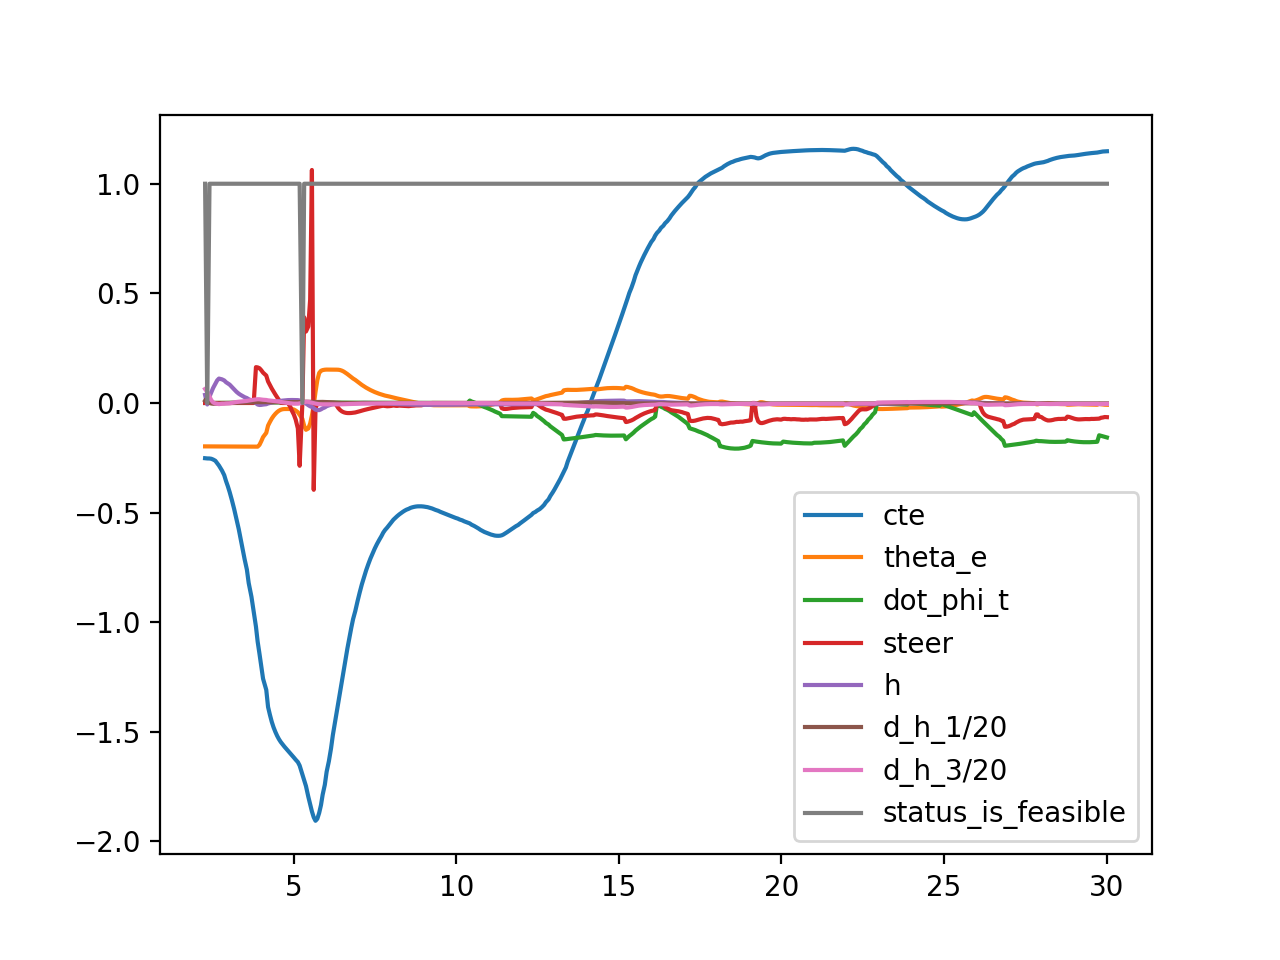 1.0
0.5
0.0
−0.5
−1.0
−1.5
−2.0
5 10 15 20 25 30
cte
theta_e
dot_phi_t
steer
h
d_h_1/20
d_h_3/20
status_is_feasible